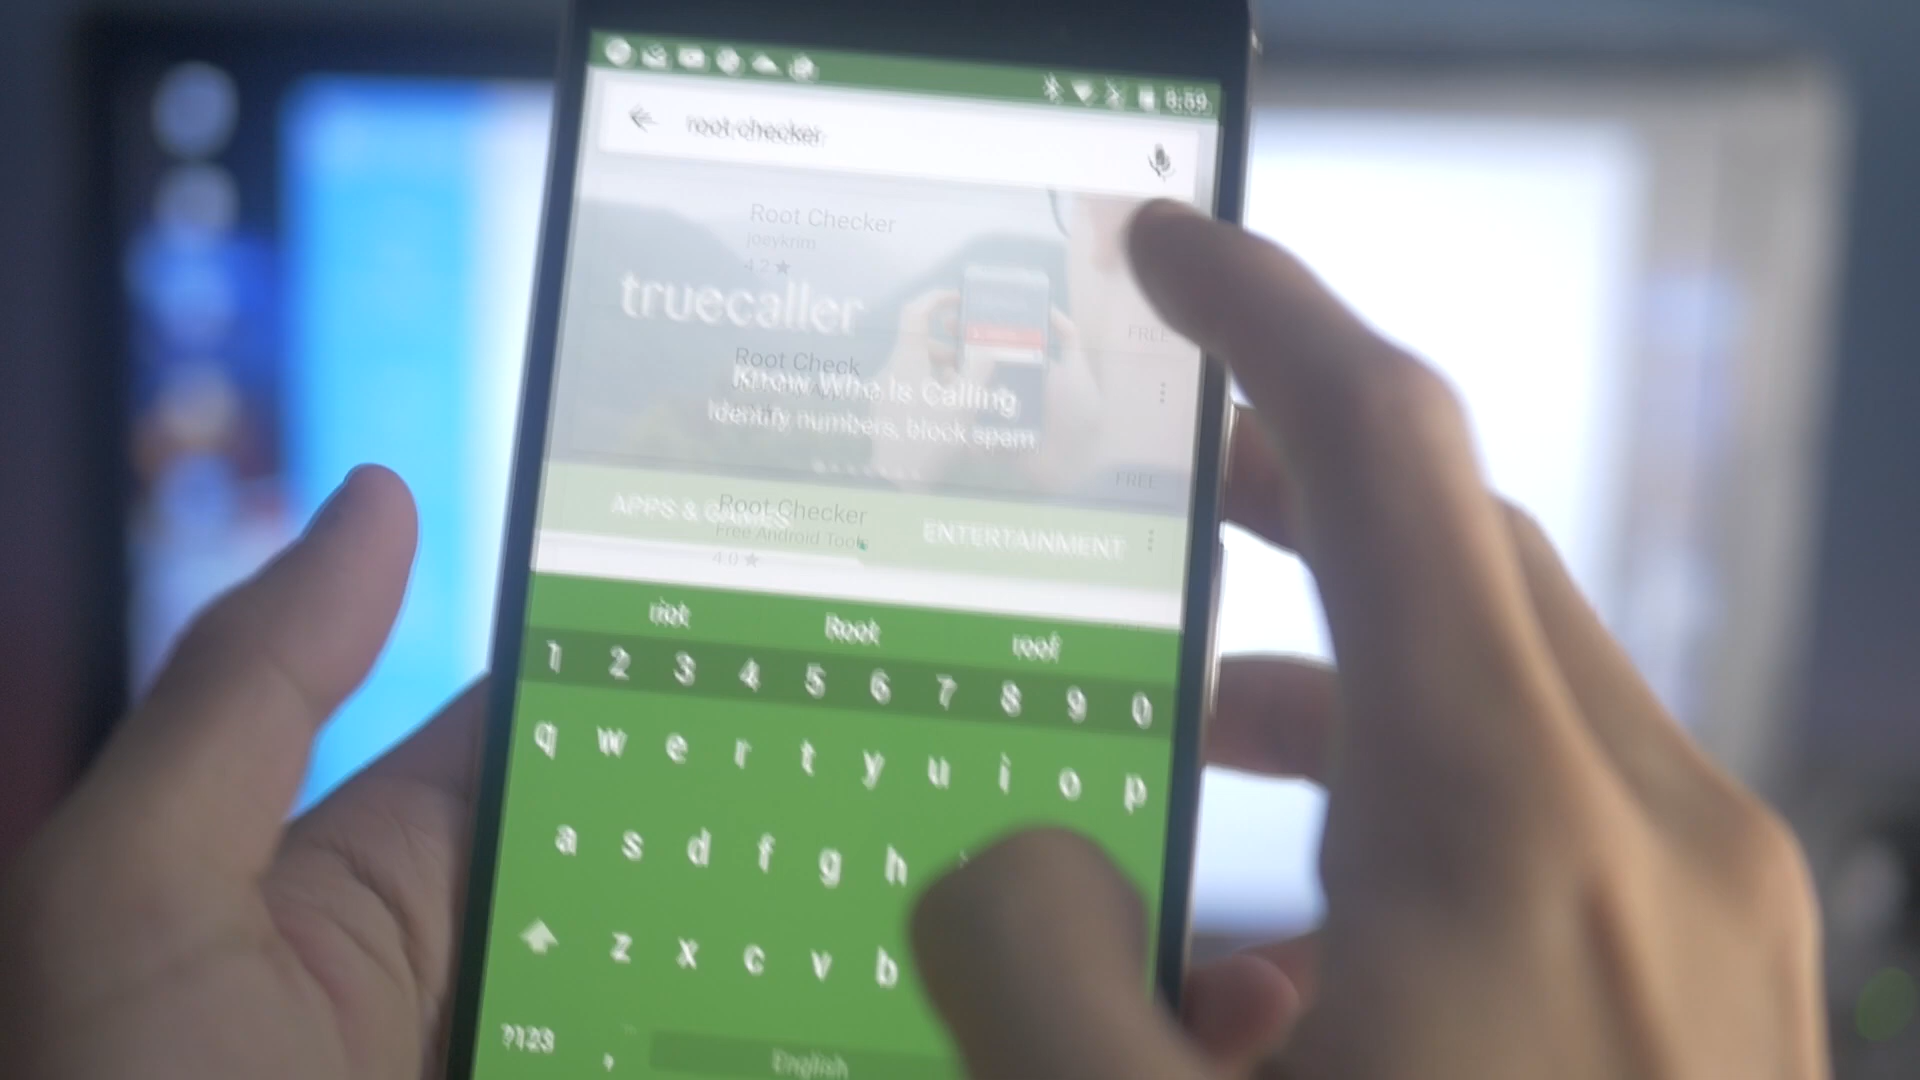 8:59
root checker
Root Checker
joeykrim
4.2★
truecaller
FREE
Root Check
Know Who Is Calling
Identify numbers, block spam
FREE
Root Checker
APPS & GAMES
ENTERTAINMENT
Free Android Tools
4.0★
riot Root roof
1 2 3 4 5 6 7 8 9 0
q w e r t y u i o p
a s d f g h
z x c v b
?123 , English